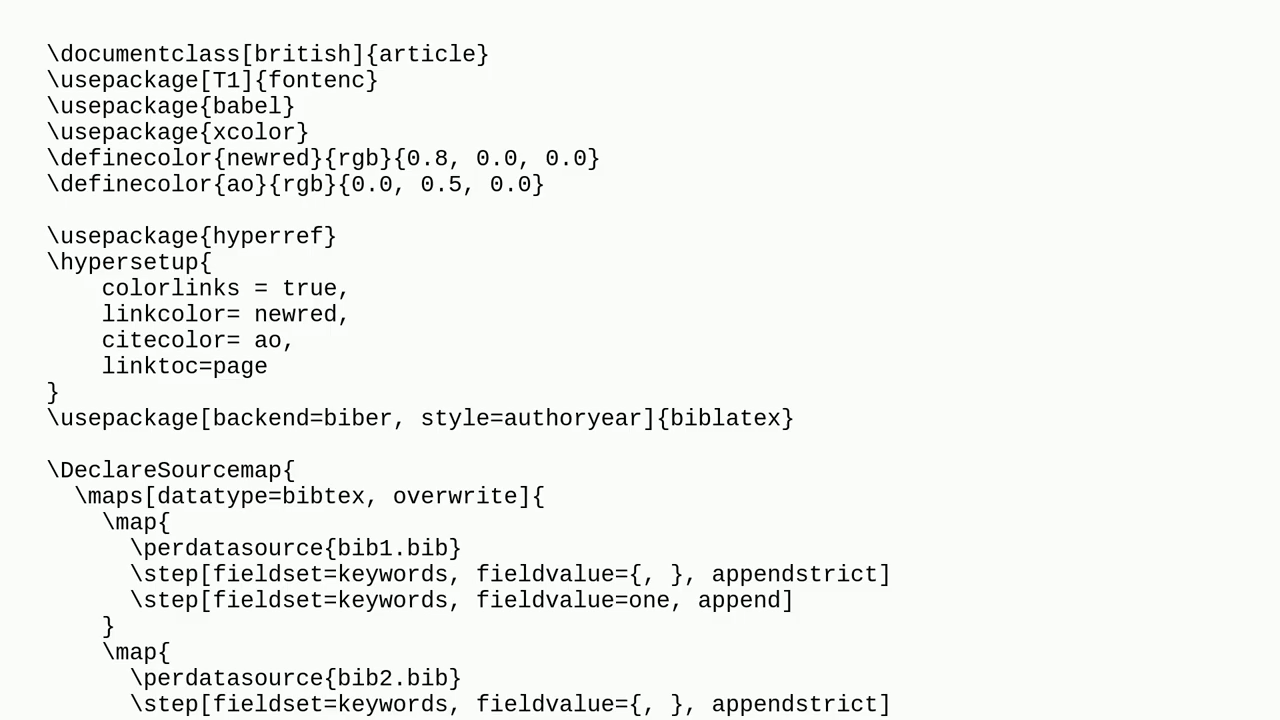 \documentclass[british]{article}
\usepackage[T1]{fontenc}
\usepackage{babel}
\usepackage{xcolor}
\definecolor{newred}{rgb}{0.8, 0.0, 0.0}
\definecolor{ao}{rgb}{0.0, 0.5, 0.0}

\usepackage{hyperref}
\hypersetup{
    colorlinks = true,
    linkcolor= newred,
    citecolor= ao,
    linktoc=page
}
\usepackage[backend=biber, style=authoryear]{biblatex}

\DeclareSourcemap{
  \maps[datatype=bibtex, overwrite]{
    \map{
      \perdatasource{bib1.bib}
      \step[fieldset=keywords, fieldvalue={, }, appendstrict]
      \step[fieldset=keywords, fieldvalue=one, append]
    }
    \map{
      \perdatasource{bib2.bib}
      \step[fieldset=keywords, fieldvalue={, }, appendstrict]